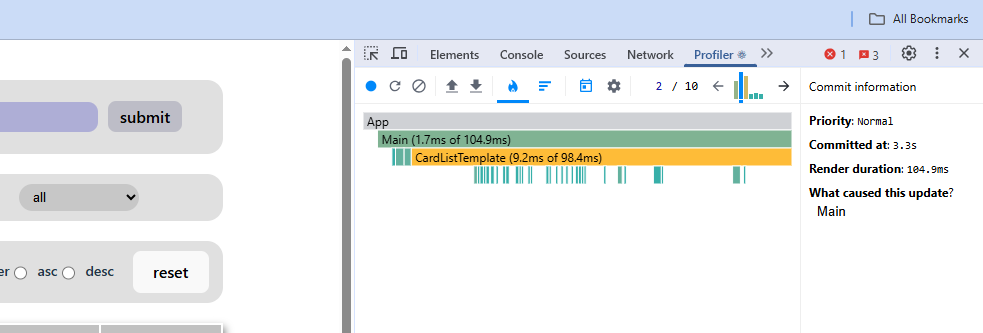 All Bookmarks
Elements Console Sources Network Profiler 1 3
2 / 10
Commit information
submit
App
Main (1.7ms of 104.9ms)
CardListTemplate (9.2ms of 98.4ms)
Priority: Normal
Committed at: 3.3s
Render duration: 104.9ms
What caused this update?
Main
all
er asc desc reset